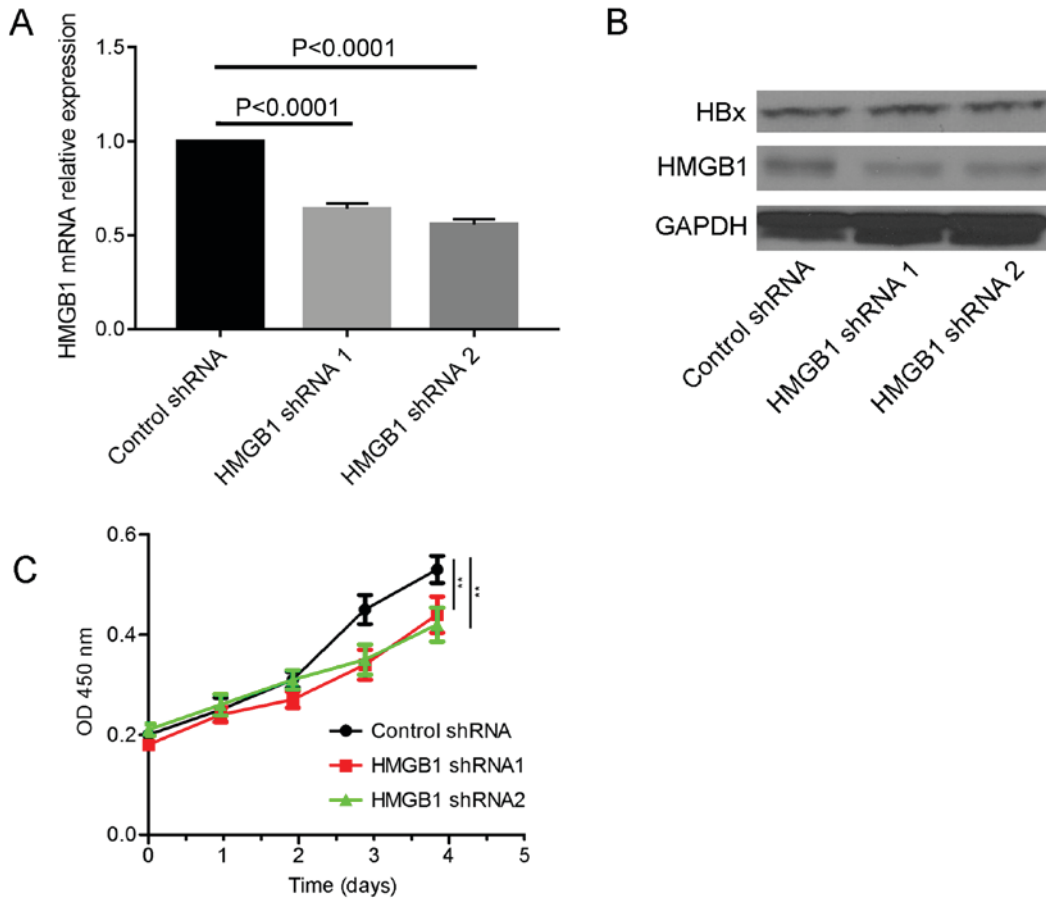 A
HMGB1 mRNA relative expression
1.5
1.0
0.5
0.0
P<0.0001
P<0.0001
Control shRNA
HMGB1 shRNA 1
HMGB1 shRNA 2
B
HBx
HMGB1
GAPDH
Control shRNA
HMGB1 shRNA 1
HMGB1 shRNA 2
C
OD 450 nm
0.6
0.4
0.2
0.0
**
**
Control shRNA
HMGB1 shRNA1
HMGB1 shRNA2
0 1 2 3 4 5
Time (days)